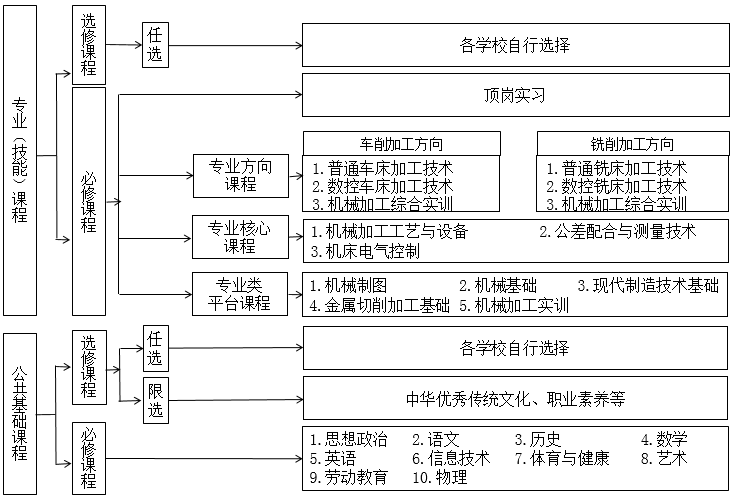 专业（技能）课程
选修课程
任选
各学校自行选择
必修课程
顶岗实习
专业方向
课程
车削加工方向
1.普通车床加工技术
2.数控车床加工技术
3.机械加工综合实训
铣削加工方向
1.普通铣床加工技术
2.数控铣床加工技术
3.机械加工综合实训
专业核心
课程
1.机械加工工艺与设备 2.公差配合与测量技术
3.机床电气控制
专业类
平台课程
1.机械制图 2.机械基础 3.现代制造技术基础
4.金属切削加工基础 5.机械加工实训
公共基础课程
选修课程
任选
各学校自行选择
限选
中华优秀传统文化、职业素养等
必修课程
1.思想政治 2.语文 3.历史 4.数学
5.英语 6.信息技术 7.体育与健康 8.艺术
9.劳动教育 10.物理